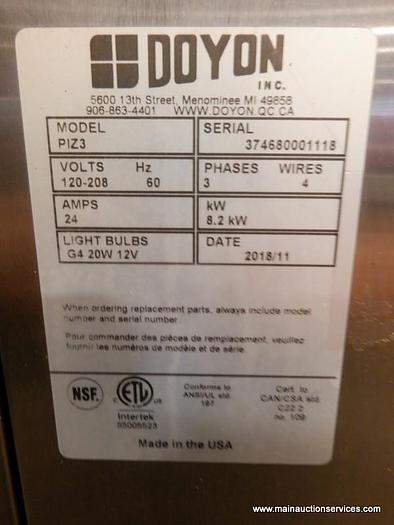 DOYON
INC.
5600 13th Street, Menominee MI 49858
906-863-4401 WWW.DOYON.QC.CA
MODEL SERIAL
PIZ3 374680001118
VOLTS Hz PHASES WIRES
120-208 60 3 4
AMPS kW
24 8.2 kW
LIGHT BULBS DATE
G4 20W 12V 2018/11
When ordering replacement parts, always include model
number and serial number.
Pour commander des pièces de remplacement, veuillez
fournir les numéros de modèle et de série.
NSF.
C ETL US
Intertek
Conforms to
ANSI/UL std.
197
Cert. to
CAN/CSA std.
C22.2
no. 109
Made in the USA
www.mainauctionservices.com